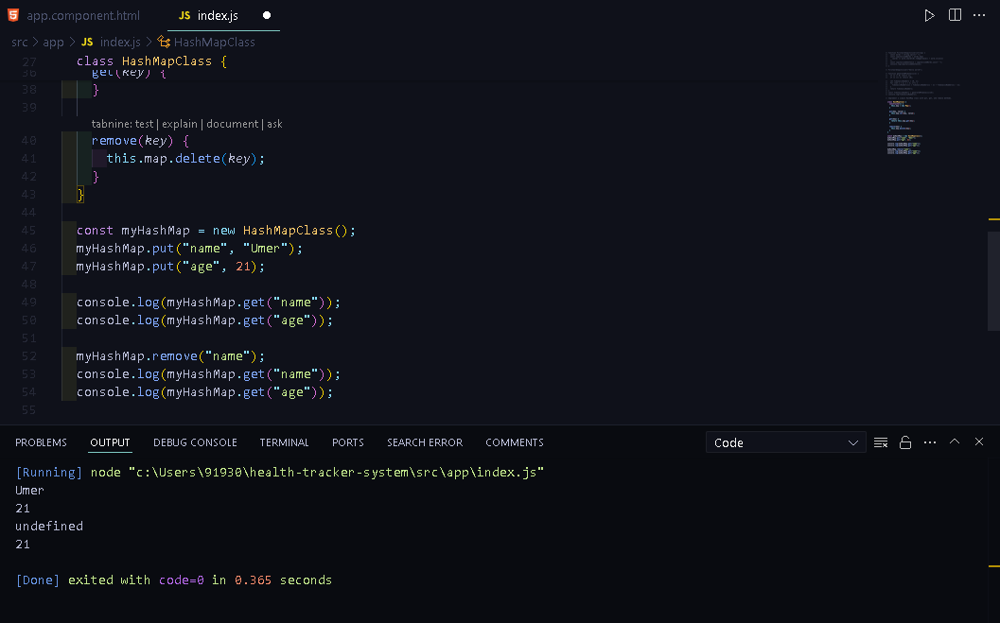 app.component.html
JS index.js
src > app > JS index.js > HashMapClass
27 class HashMapClass {
36 get(key) {
38 }
39
tabnine: test | explain | document | ask
40 remove(key) {
41 this.map.delete(key);
42 }
43 }
44
45 const myHashMap = new HashMapClass();
46 myHashMap.put("name", "Umer");
47 myHashMap.put("age", 21);
48
49 console.log(myHashMap.get("name"));
50 console.log(myHashMap.get("age"));
51
52 myHashMap.remove("name");
53 console.log(myHashMap.get("name"));
54 console.log(myHashMap.get("age"));
55
PROBLEMS OUTPUT DEBUG CONSOLE TERMINAL PORTS SEARCH ERROR COMMENTS Code
[Running] node "c:\Users\91930\health-tracker-system\src\app\index.js"
Umer
21
undefined
21
[Done] exited with code=0 in 0.365 seconds